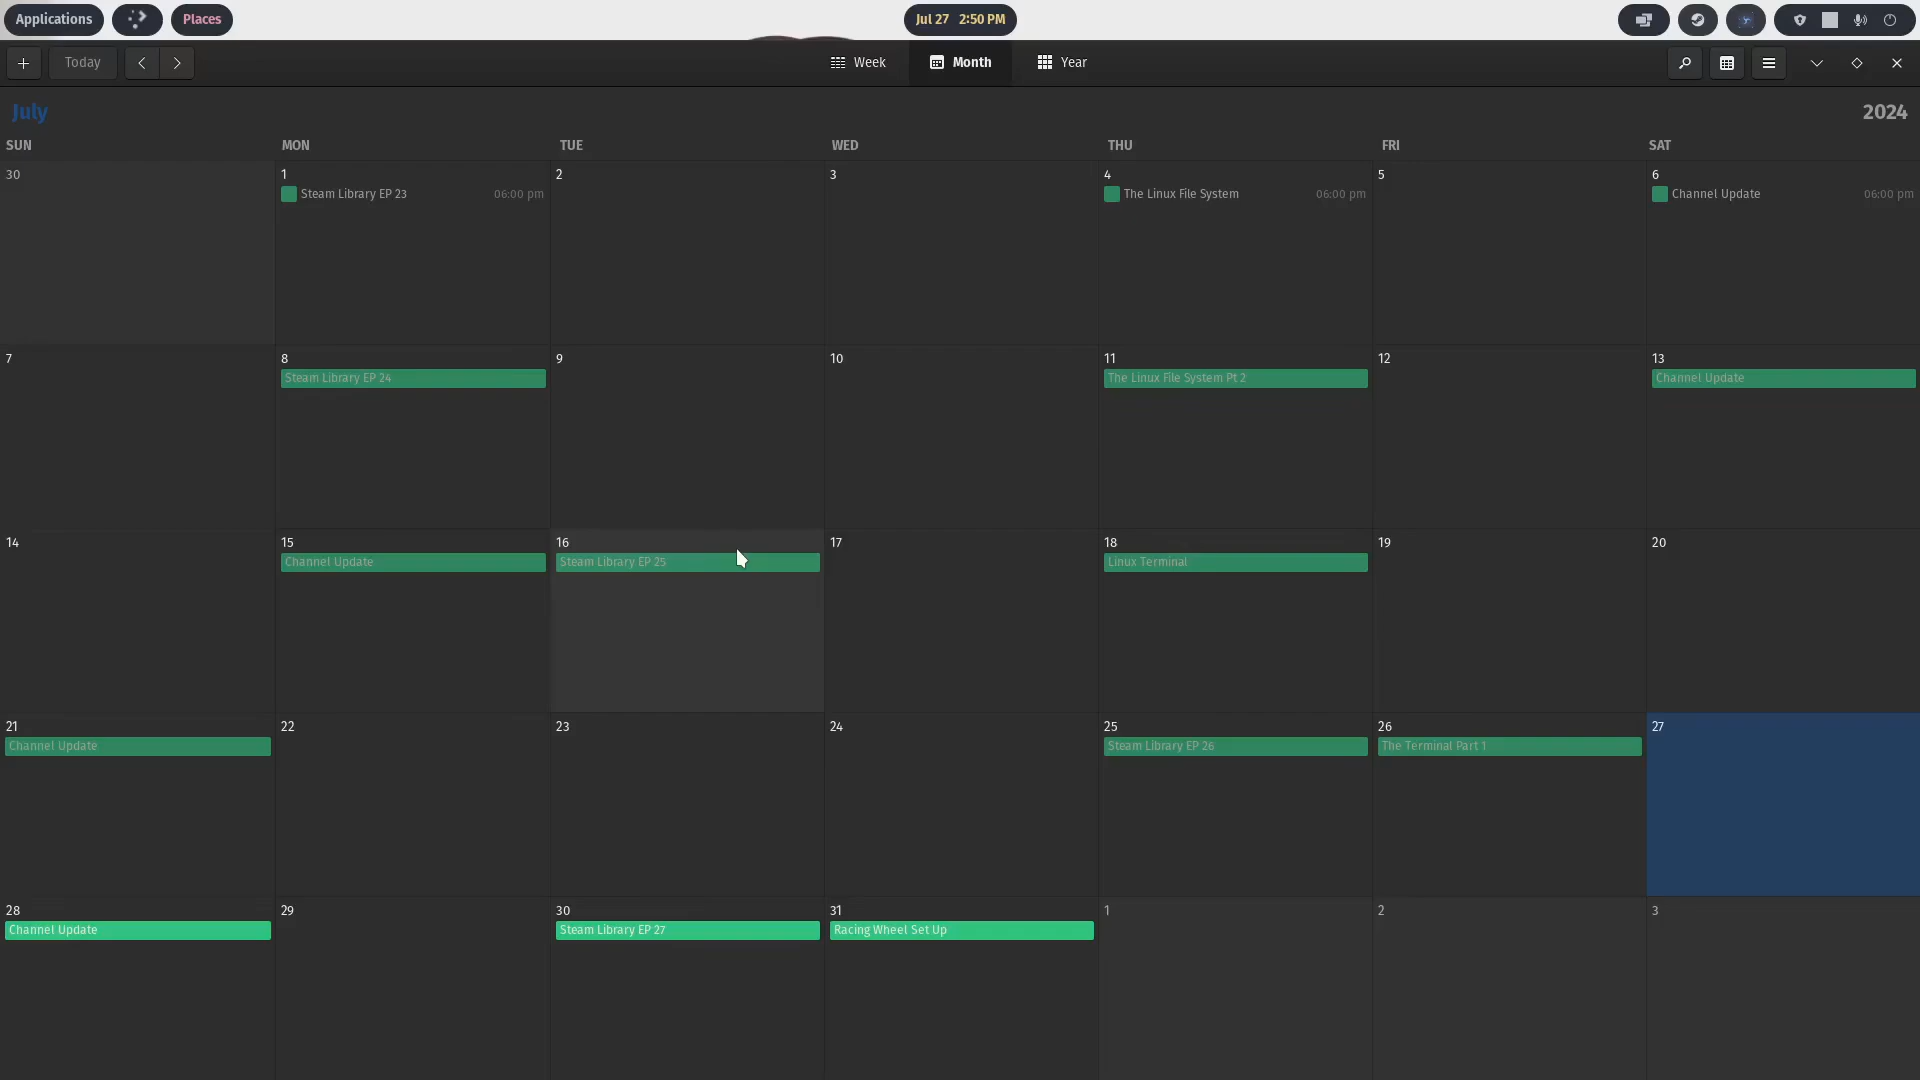 Applications
Places
Jul 27 2:50 PM
Today
Week
Month
Year
July
2024
SUN MON TUE WED THU FRI SAT
30 1 2 3 4 5 6
Steam Library EP 23 06:00 pm
The Linux File System 06:00 pm
Channel Update 06:00 pm
7 8 9 10 11 12 13
Steam Library EP 24
The Linux File System Pt 2
Channel Update
14 15 16 17 18 19 20
Channel Update
Steam Library EP 25
Linux Terminal
21 22 23 24 25 26 27
Channel Update
Steam Library EP 26
The Terminal Part 1
28 29 30 31 1 2 3
Channel Update
Steam Library EP 27
Racing Wheel Set Up